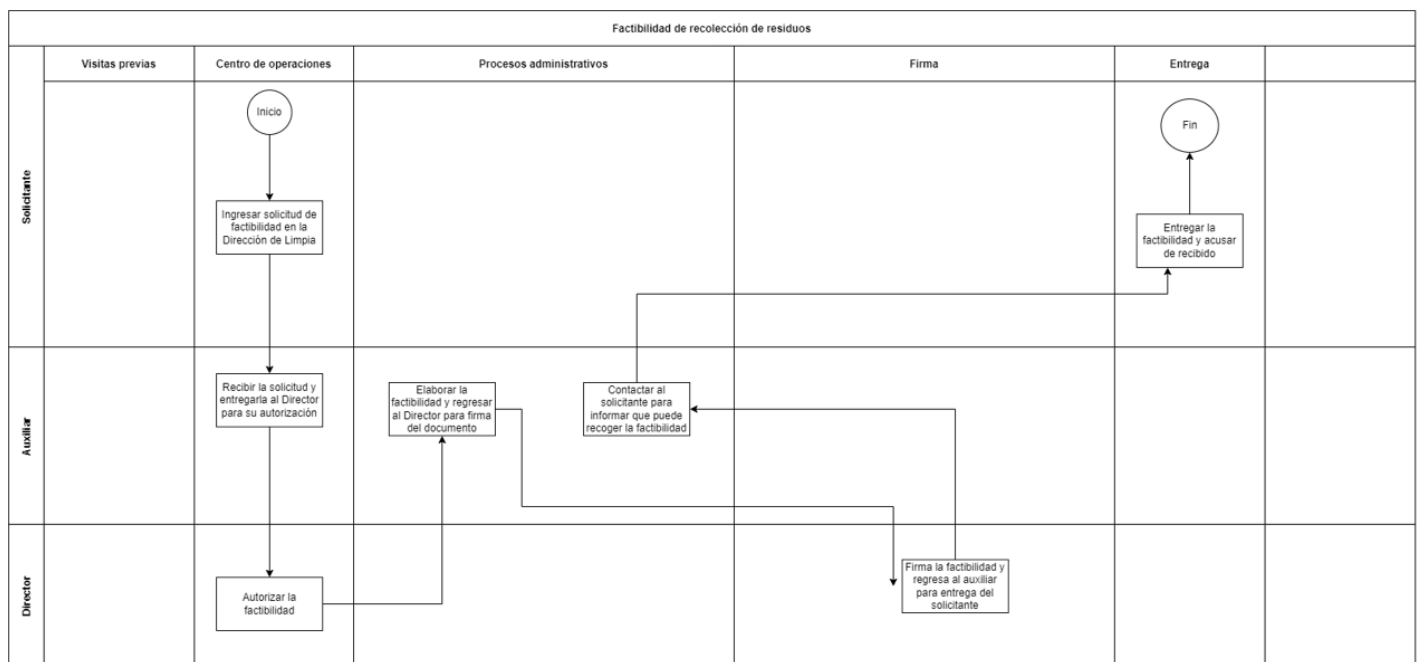 Factibilidad de recolección de residuos
Visitas previas
Centro de operaciones
Procesos administrativos
Firma
Entrega
Solicitante
Inicio
Fin
Ingresar solicitud de
factibilidad en la
Dirección de Limpia
Entregar la
factibilidad y acusar
de recibido
Auxiliar
Recibir la solicitud y
entregarla al Director
para su autorización
Elaborar la
factibilidad y regresar
al Director para firma
del documento
Contactar al
solicitante para
informar que puede
recoger la factibilidad
Director
Autorizar la
factibilidad
Firma la factibilidad y
regresa al auxiliar
para entrega del
solicitante